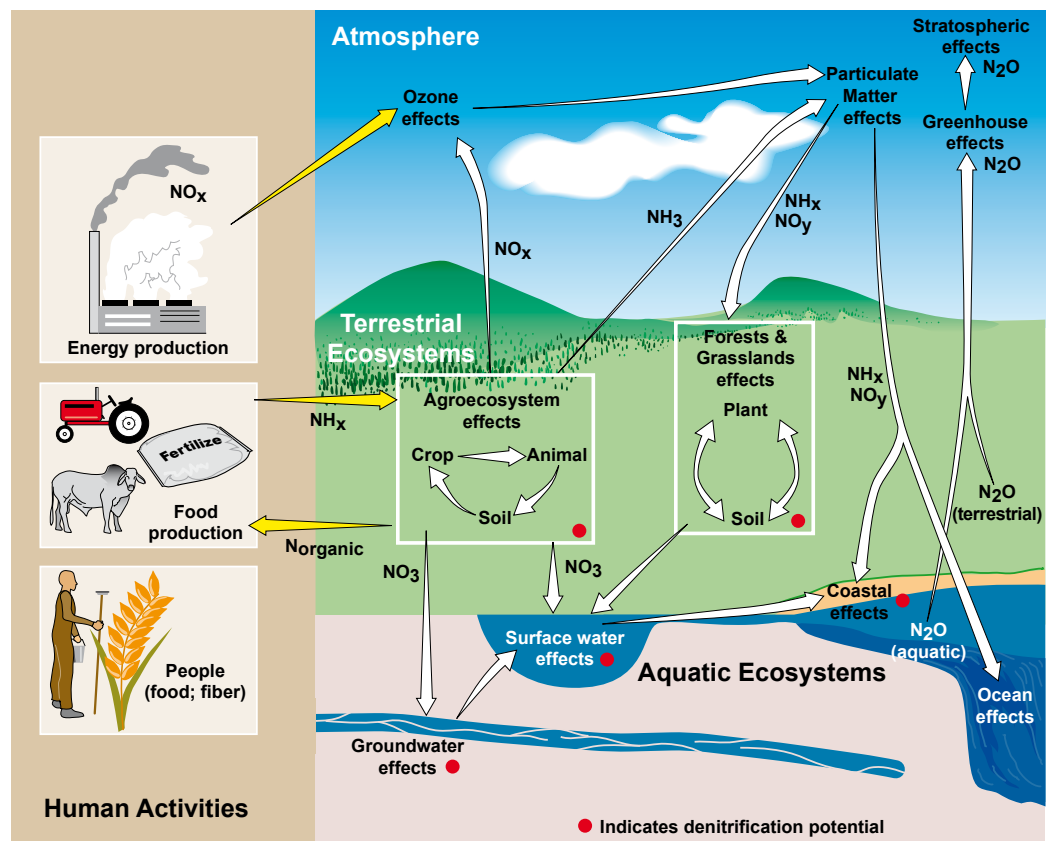 Atmosphere
Stratospheric
effects
N2O
Ozone
effects
Particulate
Matter
effects
Greenhouse
effects
N2O
NOx
NH3
NHx
NOy
NOx
Energy production
Terrestrial
Ecosystems
Forests &
Grasslands
effects
Plant
Soil
NHx
NOy
Agroecosystem
effects
Crop
Animal
Soil
NHx
Fertilize
Food
production
Norganic
N2O
(terrestrial)
NO3
NO3
Coastal
effects
Surface water
effects
N2O
(aquatic)
Aquatic Ecosystems
Ocean
effects
People
(food; fiber)
Groundwater
effects
Human Activities
Indicates denitrification potential